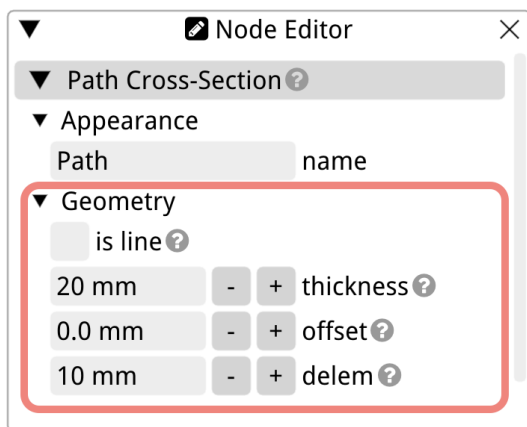 Node Editor
Path Cross-Section ?
Appearance
Path name
Geometry
is line ?
20 mm - + thickness ?
0.0 mm - + offset ?
10 mm - + delem ?